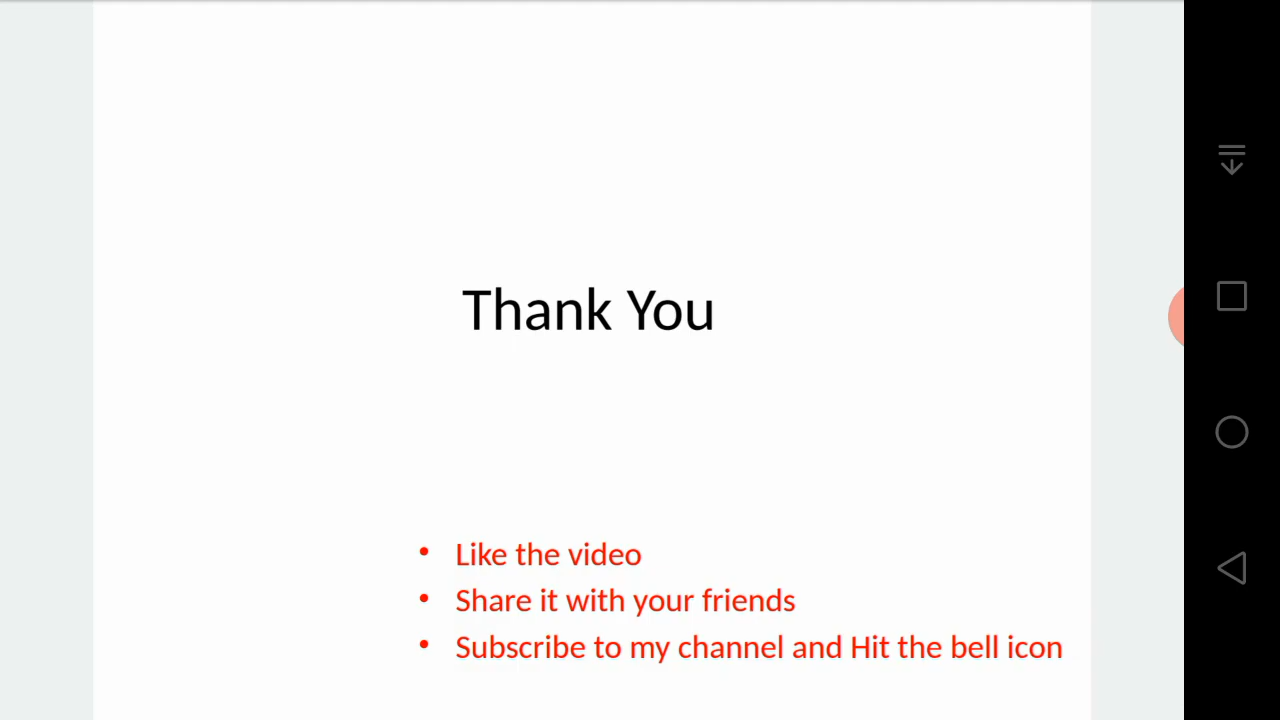 Thank You
• Like the video
• Share it with your friends
• Subscribe to my channel and Hit the bell icon